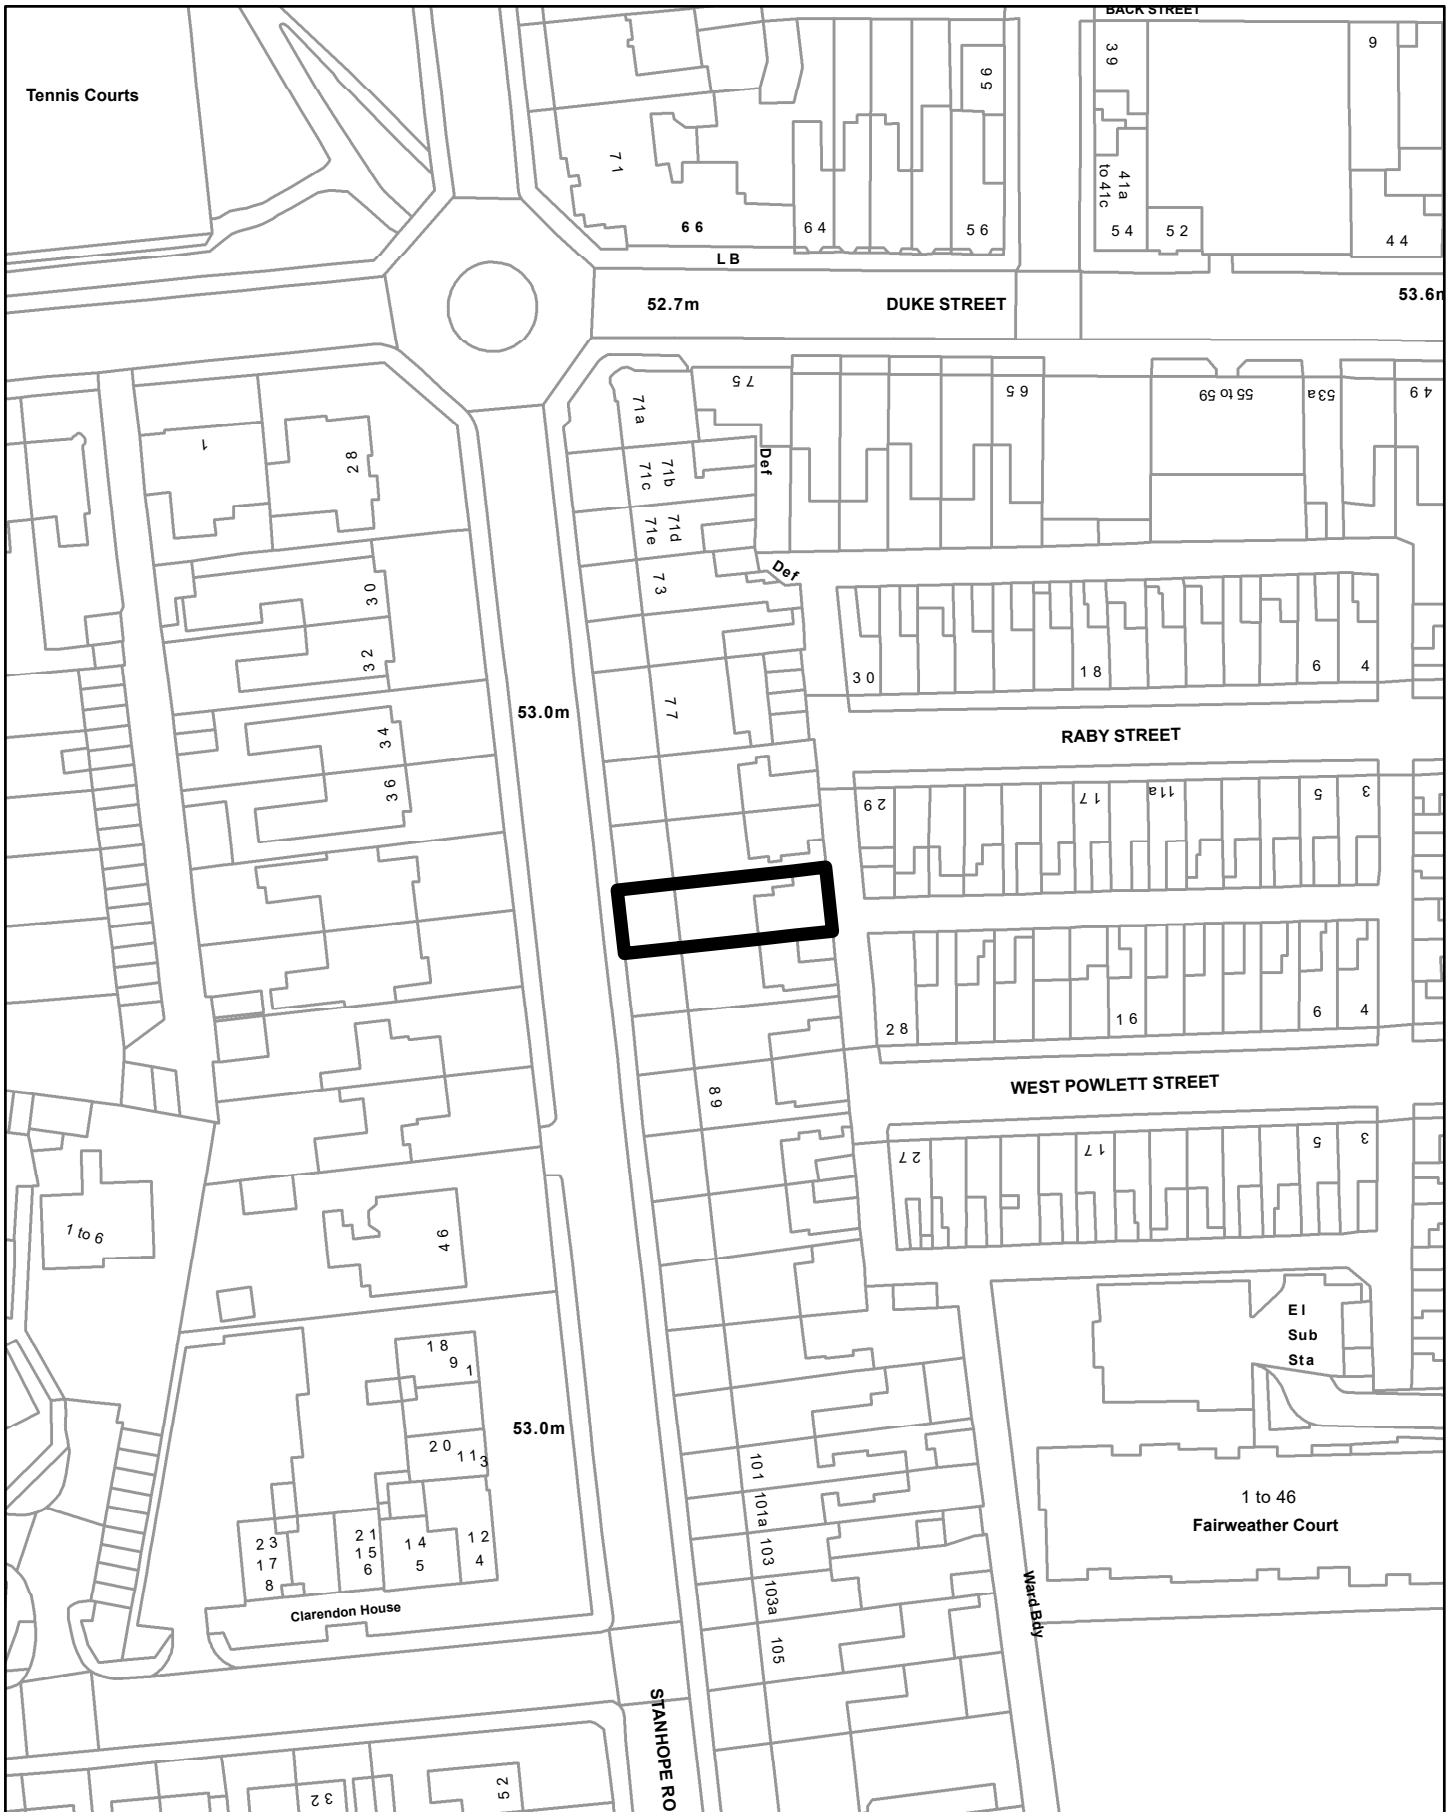 BACK STREET
Tennis Courts
39
9
56
71
41a
to 41c
66
64
56
54
52
44
LB
52.7m
DUKE STREET
53.6m
71a
75
65
55 to 59
53a
49
1
28
71b
71c
Def
71d
71e
73
Def
30
32
30
18
6
4
77
53.0m
34
36
RABY STREET
29
17
11a
5
3
28
16
6
4
WEST POWLETT STREET
89
27
17
5
3
1 to 6
46
El
Sub
Sta
18
9
1
53.0m
20
11
3
101
101a
103
103a
105
1 to 46
Fairweather Court
23
17
8
21
15
6
14
5
12
4
Clarendon House
Ward Bdy
STANHOPE RO
32
52